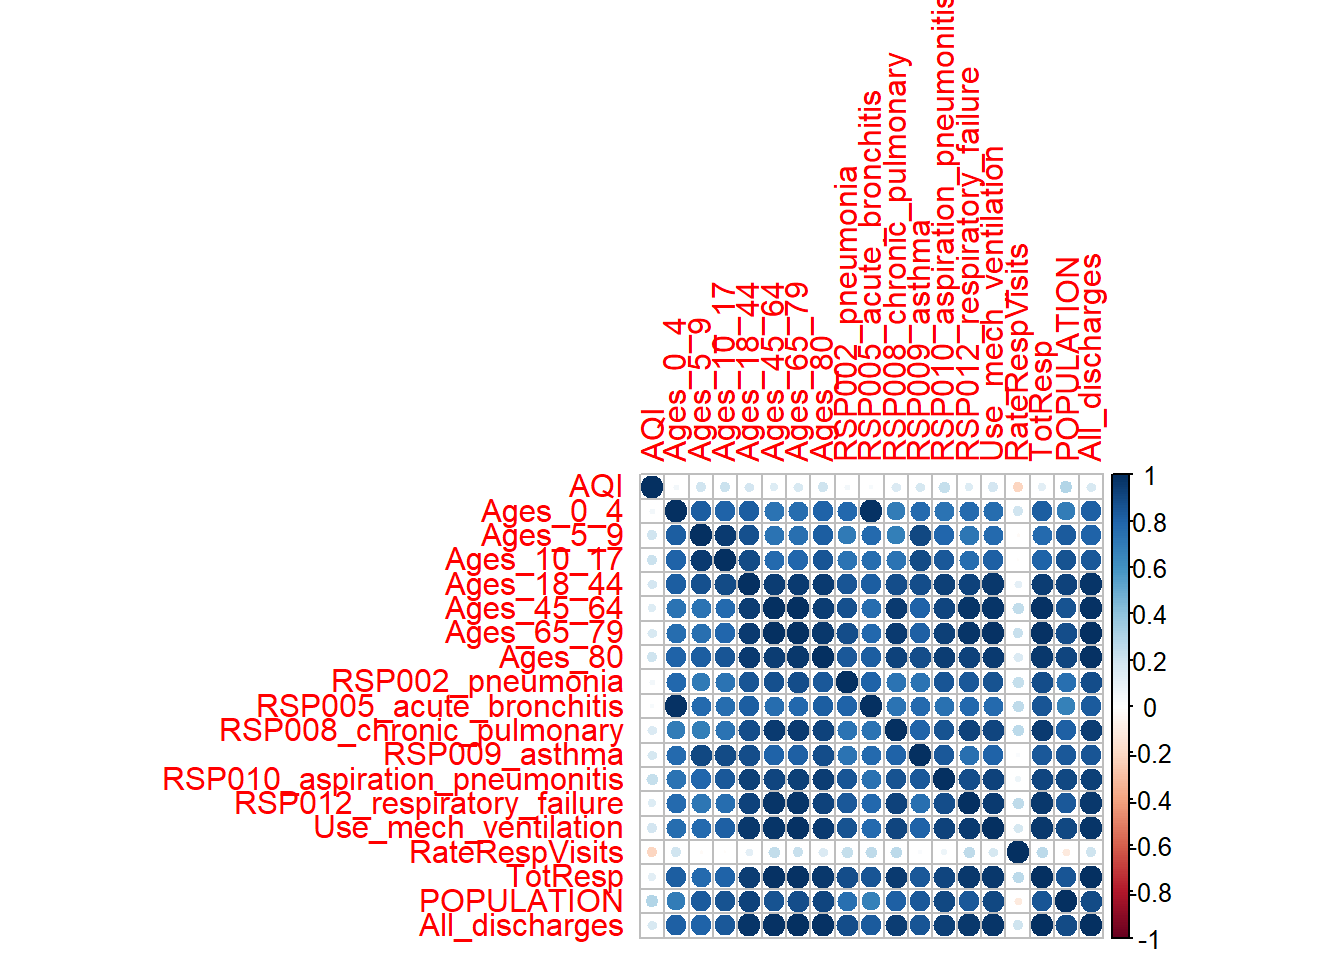 AQI
Ages_0_4
Ages_5_9
Ages_10_17
Ages_18_44
Ages_45_64
Ages_65_79
Ages_80
RSP002_pneumonia
RSP005_acute_bronchitis
RSP008_chronic_pulmonary
RSP009_asthma
RSP010_aspiration_pneumonitis
RSP012_respiratory_failure
Use_mech_ventilation
RateRespVisits
TotResp
POPULATION
All_discharges
AQI
Ages_0_4
Ages_5_9
Ages_10_17
Ages_18_44
Ages_45_64
Ages_65_79
Ages_80
RSP002_pneumonia
RSP005_acute_bronchitis
RSP008_chronic_pulmonary
RSP009_asthma
RSP010_aspiration_pneumonitis
RSP012_respiratory_failure
Use_mech_ventilation
RateRespVisits
TotResp
POPULATION
All_discharges
1
0.8
0.6
0.4
0.2
0
-0.2
-0.4
-0.6
-0.8
-1